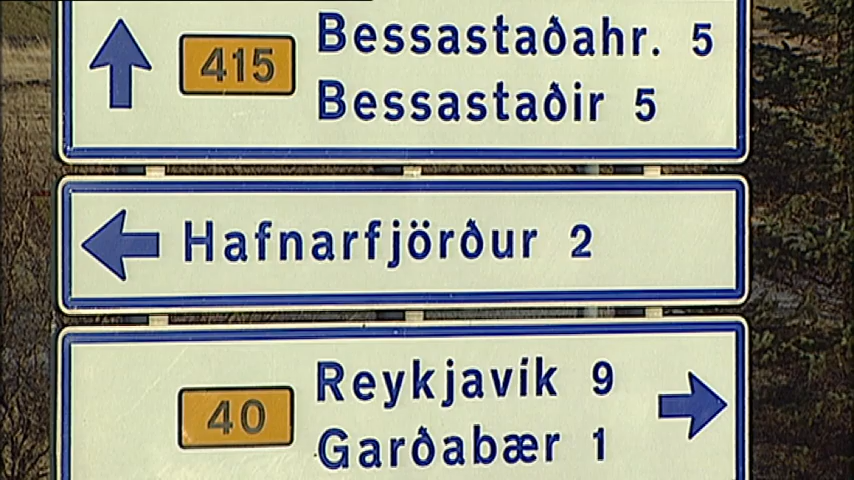 415 Bessastaðahr. 5
Bessastaðir 5
Hafnarfjörður 2
40 Reykjavík 9
Garðabær 1